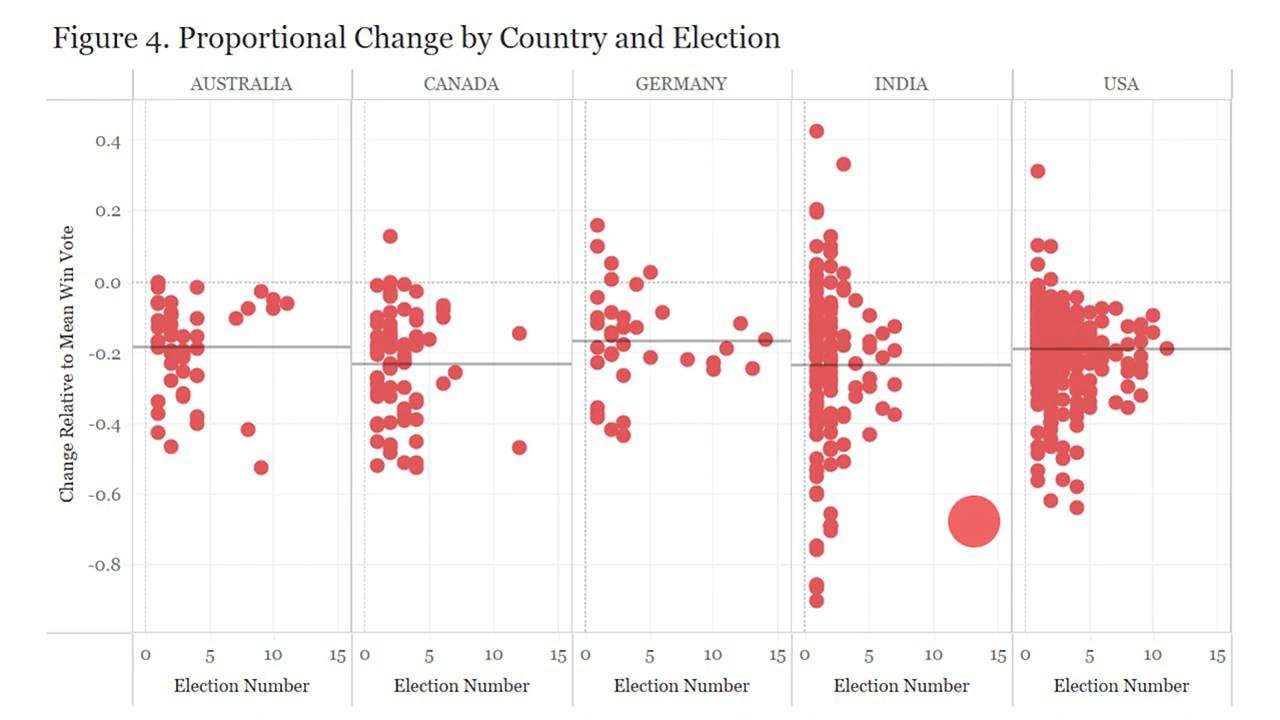 Figure 4. Proportional Change by Country and Election
AUSTRALIA CANADA GERMANY INDIA USA
Change Relative to Mean Win Vote
0.4
0.2
0.0
-0.2
-0.4
-0.6
-0.8
0 5 10 15 0 5 10 15 0 5 10 15 0 5 10 15 0 5 10 15
Election Number Election Number Election Number Election Number Election Number